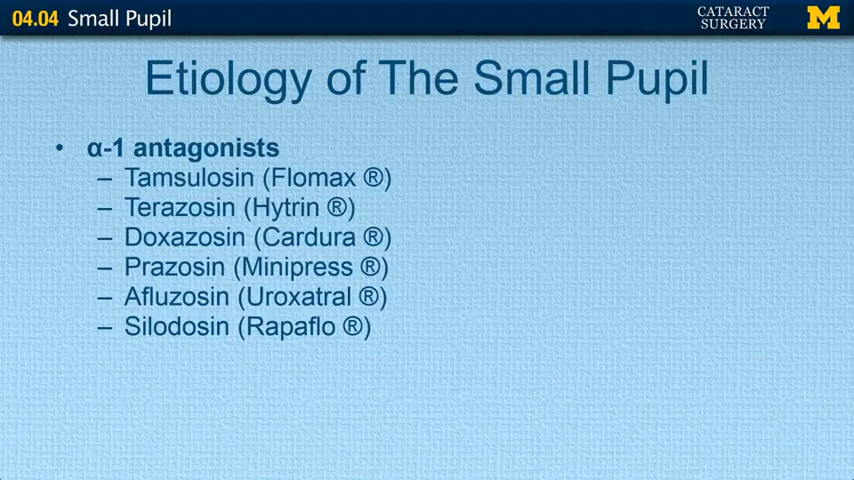 04.04 Small Pupil
CATARACT
SURGERY
M
Etiology of The Small Pupil
• α-1 antagonists
– Tamsulosin (Flomax ®)
– Terazosin (Hytrin ®)
– Doxazosin (Cardura ®)
– Prazosin (Minipress ®)
– Afluzosin (Uroxatral ®)
– Silodosin (Rapaflo ®)